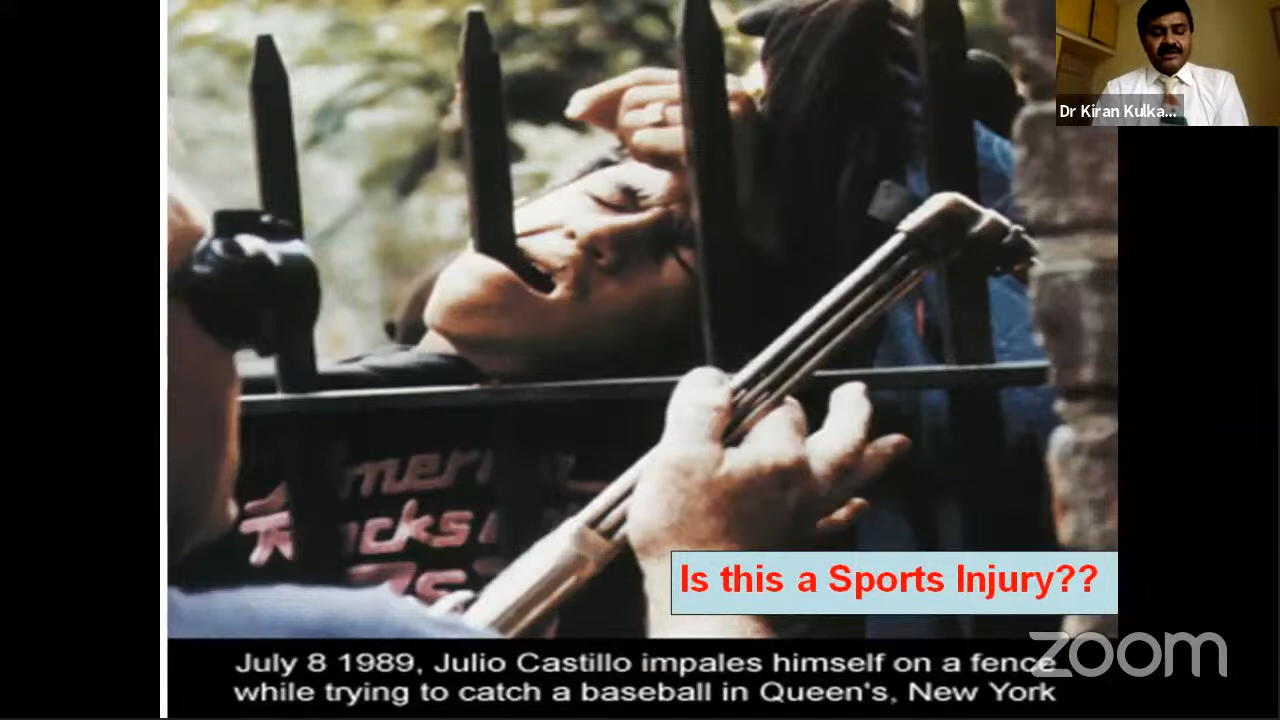 Dr Kiran Kulka...
Is this a Sports Injury??
zoom
July 8 1989, Julio Castillo impales himself on a fence
while trying to catch a baseball in Queen's, New York